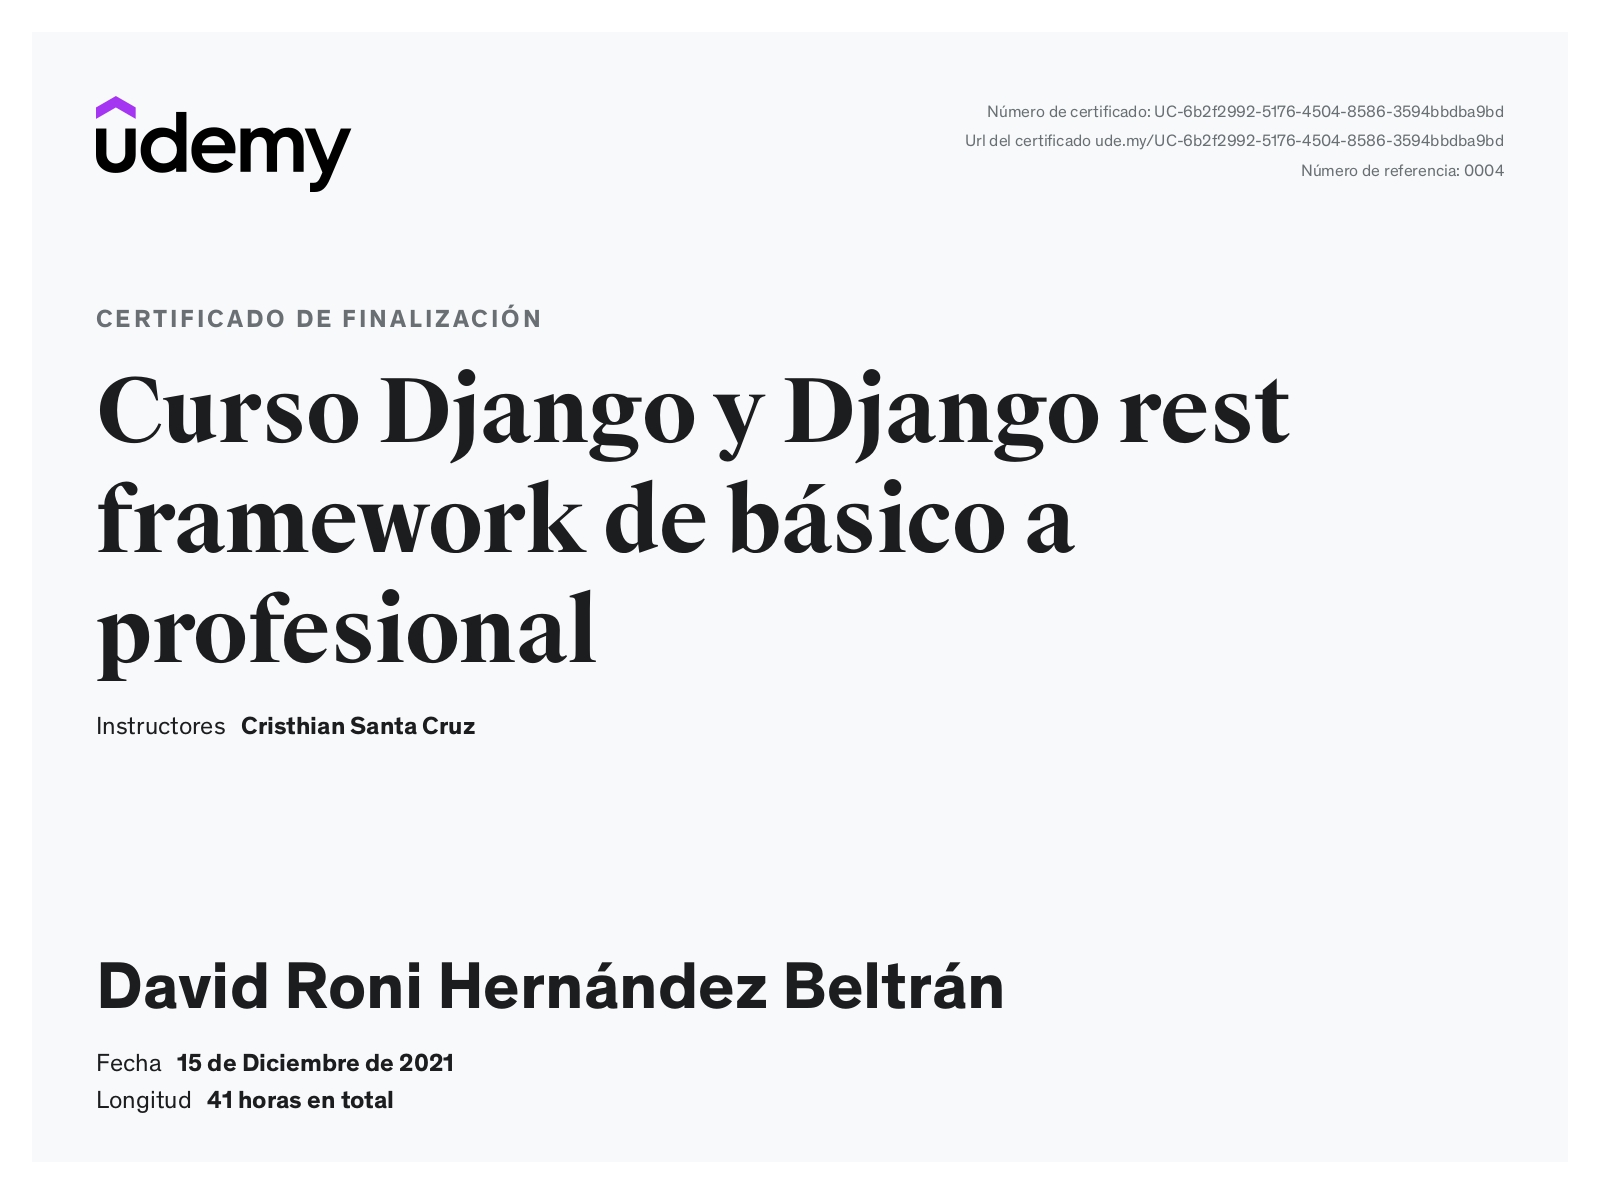 udemy
Número de certificado: UC-6b2f2992-5176-4504-8586-3594bbdba9bd
Url del certificado ude.my/UC-6b2f2992-5176-4504-8586-3594bbdba9bd
Número de referencia: 0004
CERTIFICADO DE FINALIZACIÓN
Curso Django y Django rest
framework de básico a
profesional
Instructores Cristhian Santa Cruz
David Roni Hernández Beltrán
Fecha 15 de Diciembre de 2021
Longitud 41 horas en total